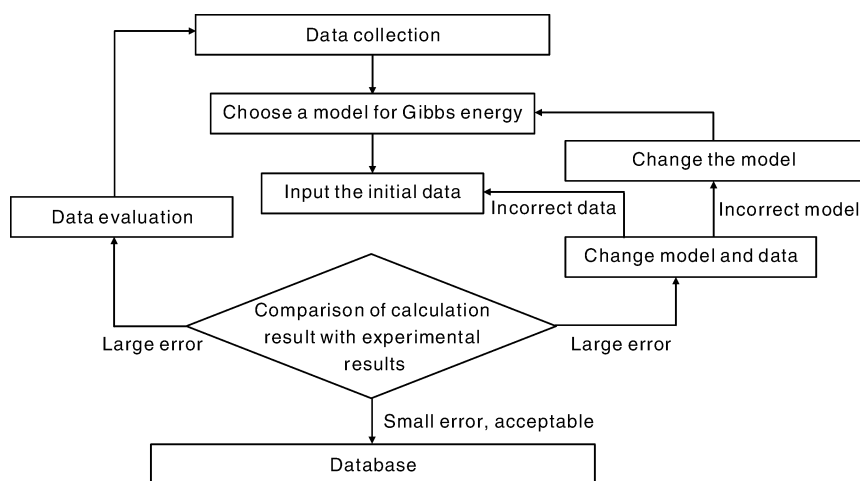 Data collection
Choose a model for Gibbs energy
Change the model
Input the initial data
Data evaluation
Incorrect data
Incorrect model
Change model and data
Comparison of calculation
result with experimental
results
Large error
Large error
Small error, acceptable
Database